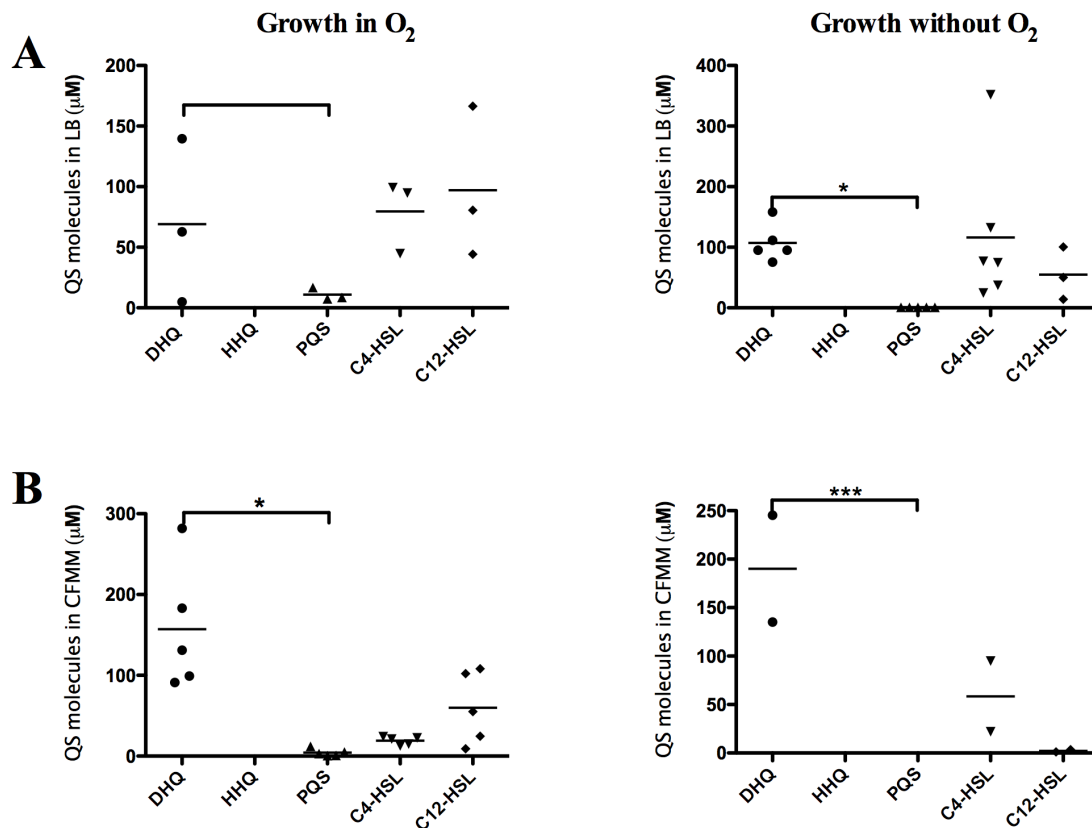 Growth in O2
Growth without O2
A
QS molecules in LB (μM)
200
150
100
50
0
DHQ
HHQ
PQS
C4-HSL
C12-HSL
QS molecules in LB (μM)
400
300
200
100
0
*
DHQ
HHQ
PQS
C4-HSL
C12-HSL
B
QS molecules in CFMM (μM)
300
200
100
0
*
DHQ
HHQ
PQS
C4-HSL
C12-HSL
QS molecules in CFMM (μM)
250
200
150
100
50
0
***
DHQ
HHQ
PQS
C4-HSL
C12-HSL